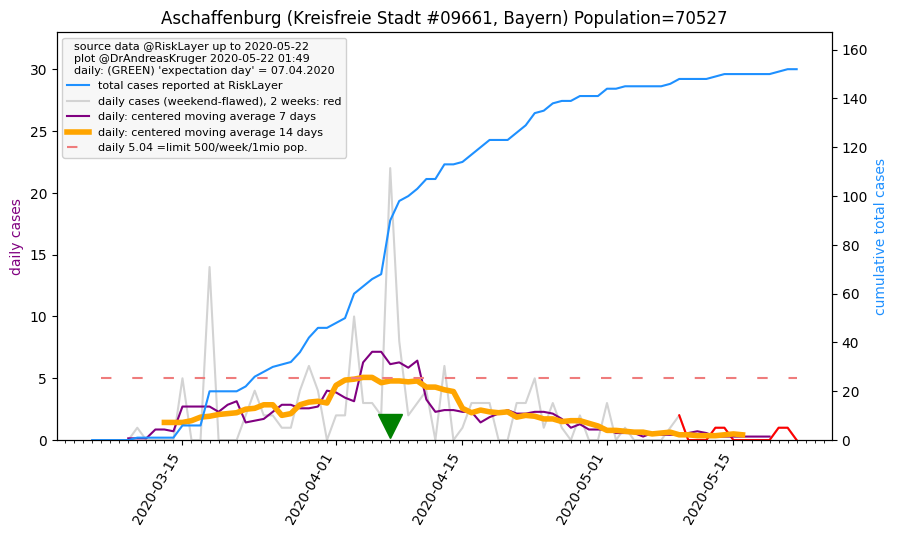 Aschaffenburg (Kreisfreie Stadt #09661, Bayern) Population=70527
source data @RiskLayer up to 2020-05-22
plot @DrAndreasKruger 2020-05-22 01:49
daily: (GREEN) 'expectation day' = 07.04.2020
total cases reported at RiskLayer
daily cases (weekend-flawed), 2 weeks: red
daily: centered moving average 7 days
daily: centered moving average 14 days
daily 5.04 =limit 500/week/1mio pop.
daily cases
30
25
20
15
10
5
0
160
140
120
100
80
60
40
20
0
cumulative total cases
2020-03-15
2020-04-01
2020-04-15
2020-05-01
2020-05-15